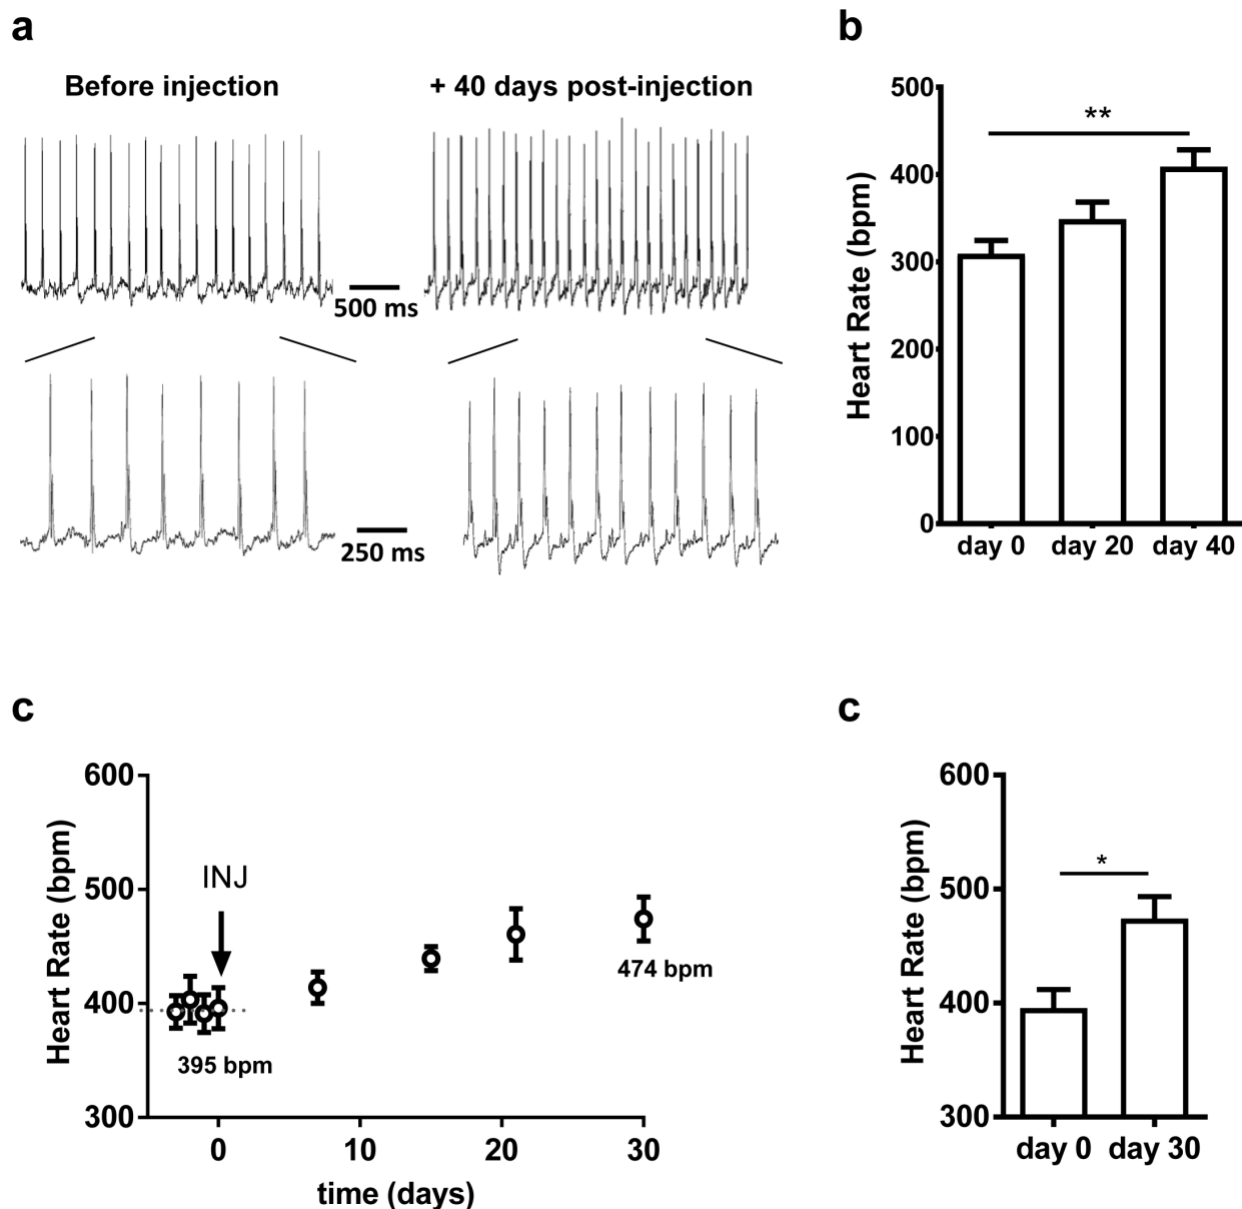 a
Before injection
+ 40 days post-injection
500 ms
250 ms
b
Heart Rate (bpm)
500
400
300
200
100
0
**
day 0
day 20
day 40
c
Heart Rate (bpm)
600
500
400
300
INJ
395 bpm
474 bpm
0
10
20
30
time (days)
c
Heart Rate (bpm)
600
500
400
300
*
day 0
day 30